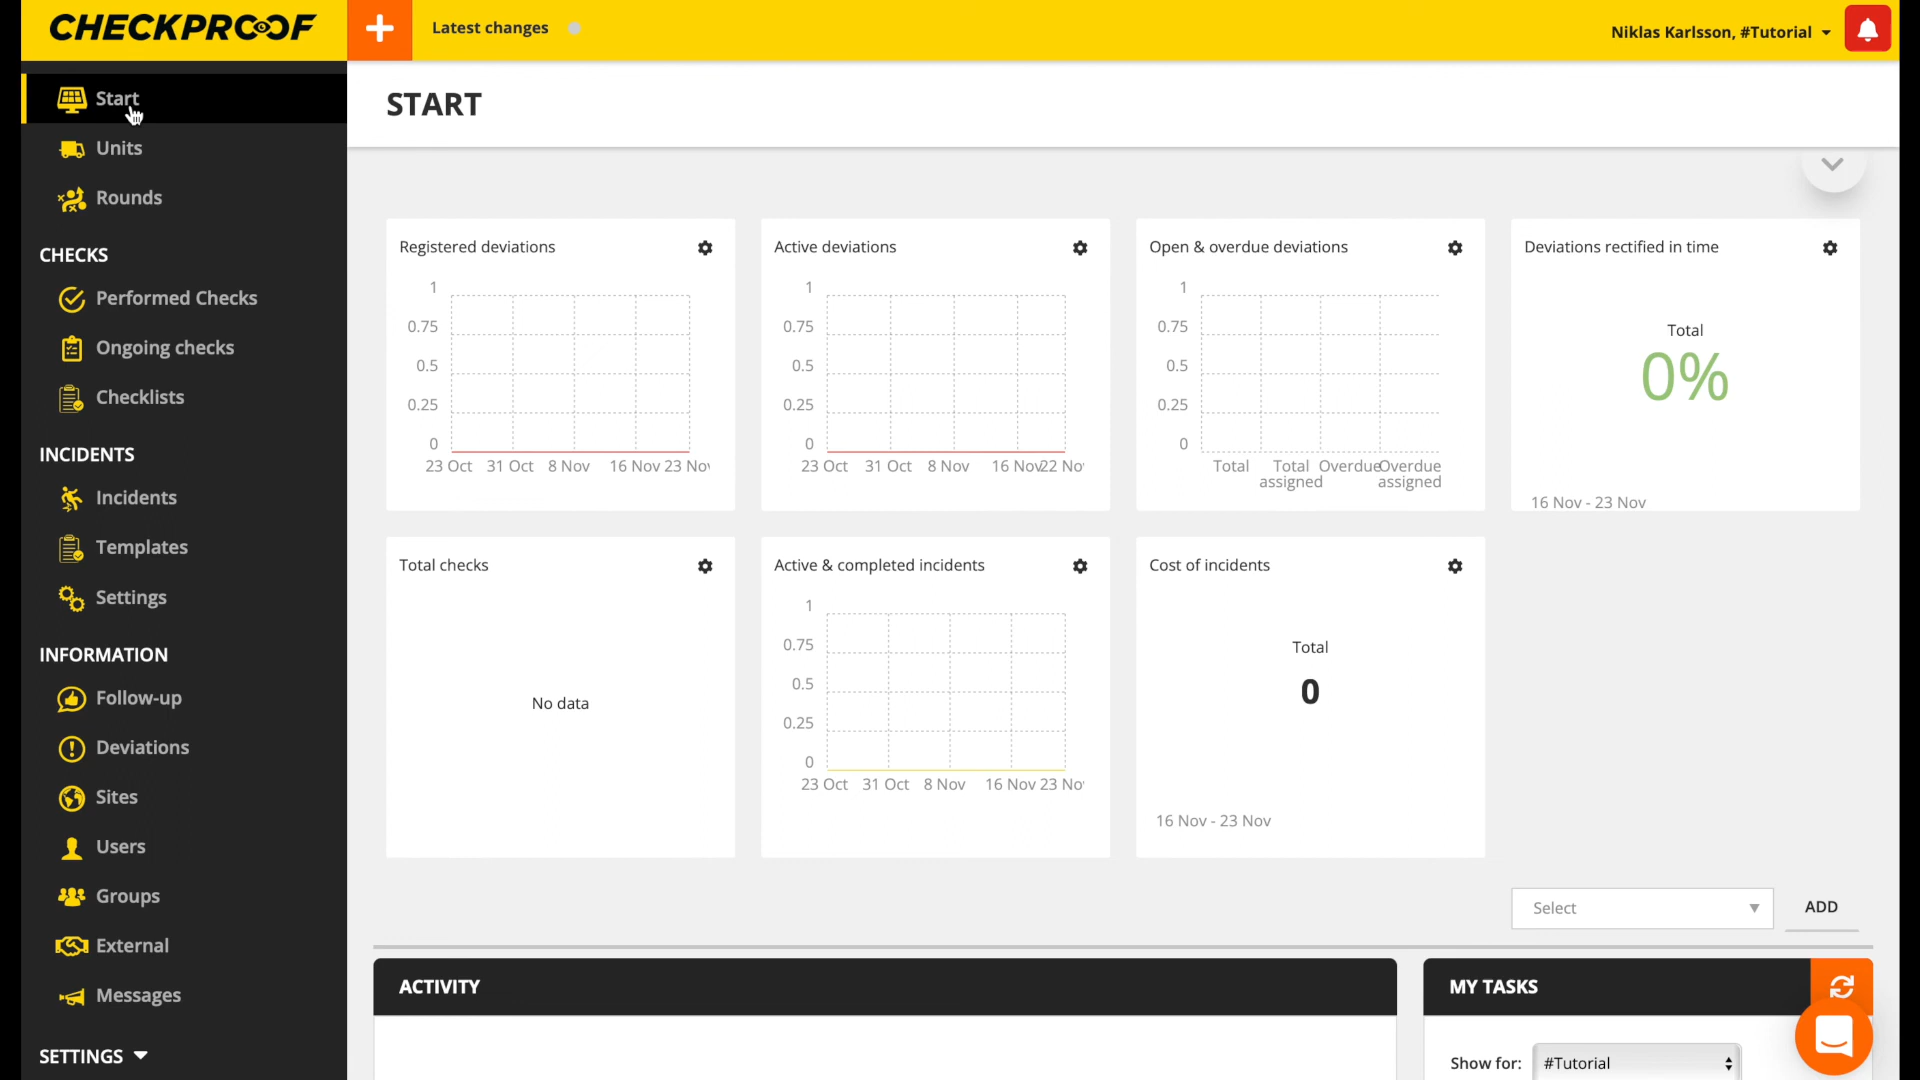 CHECKPROOF
Latest changes
Niklas Karlsson, #Tutorial
Start
Units
Rounds
CHECKS
Performed Checks
Ongoing checks
Checklists
INCIDENTS
Incidents
Templates
Settings
INFORMATION
Follow-up
Deviations
Sites
Users
Groups
External
Messages
SETTINGS
START
Registered deviations
1
0.75
0.5
0.25
0
23 Oct 31 Oct 8 Nov 16 Nov 23 Nov
Active deviations
1
0.75
0.5
0.25
0
23 Oct 31 Oct 8 Nov 16 Nov 22 No
Open & overdue deviations
1
0.75
0.5
0.25
0
Total Total Overdue Overdue
assigned assigned
Deviations rectified in time
Total
0%
16 Nov - 23 Nov
Total checks
No data
Active & completed incidents
1
0.75
0.5
0.25
0
23 Oct 31 Oct 8 Nov 16 Nov 23 No
Cost of incidents
Total
0
16 Nov - 23 Nov
Select
ADD
ACTIVITY
MY TASKS
Show for: #Tutorial